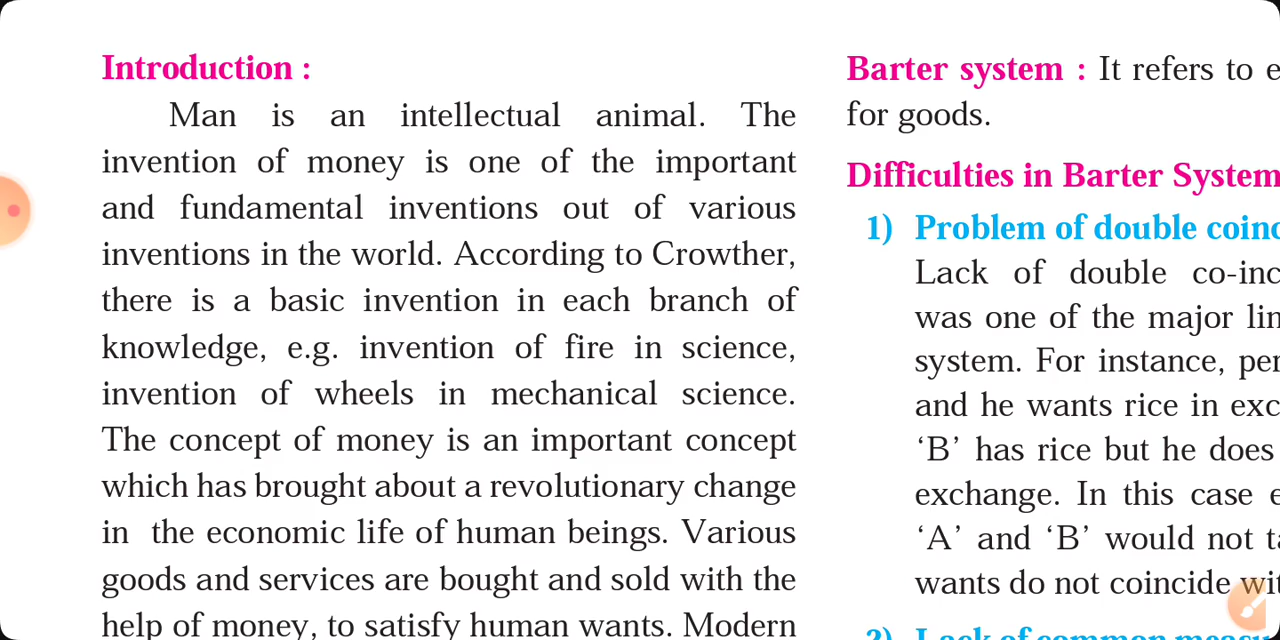 Introduction :
Man is an intellectual animal. The
invention of money is one of the important
and fundamental inventions out of various
inventions in the world. According to Crowther,
there is a basic invention in each branch of
knowledge, e.g. invention of fire in science,
invention of wheels in mechanical science.
The concept of money is an important concept
which has brought about a revolutionary change
in the economic life of human beings. Various
goods and services are bought and sold with the
help of money, to satisfy human wants. Modern
Barter system : It refers to
for goods.
Difficulties in Barter System
1) Problem of double
Lack of double
was one of the major
system. For instance,
and he wants rice in
‘B’ has rice but he does
exchange. In this case
‘A’ and ‘B’ would not
wants do not coincide
2) Lack of common